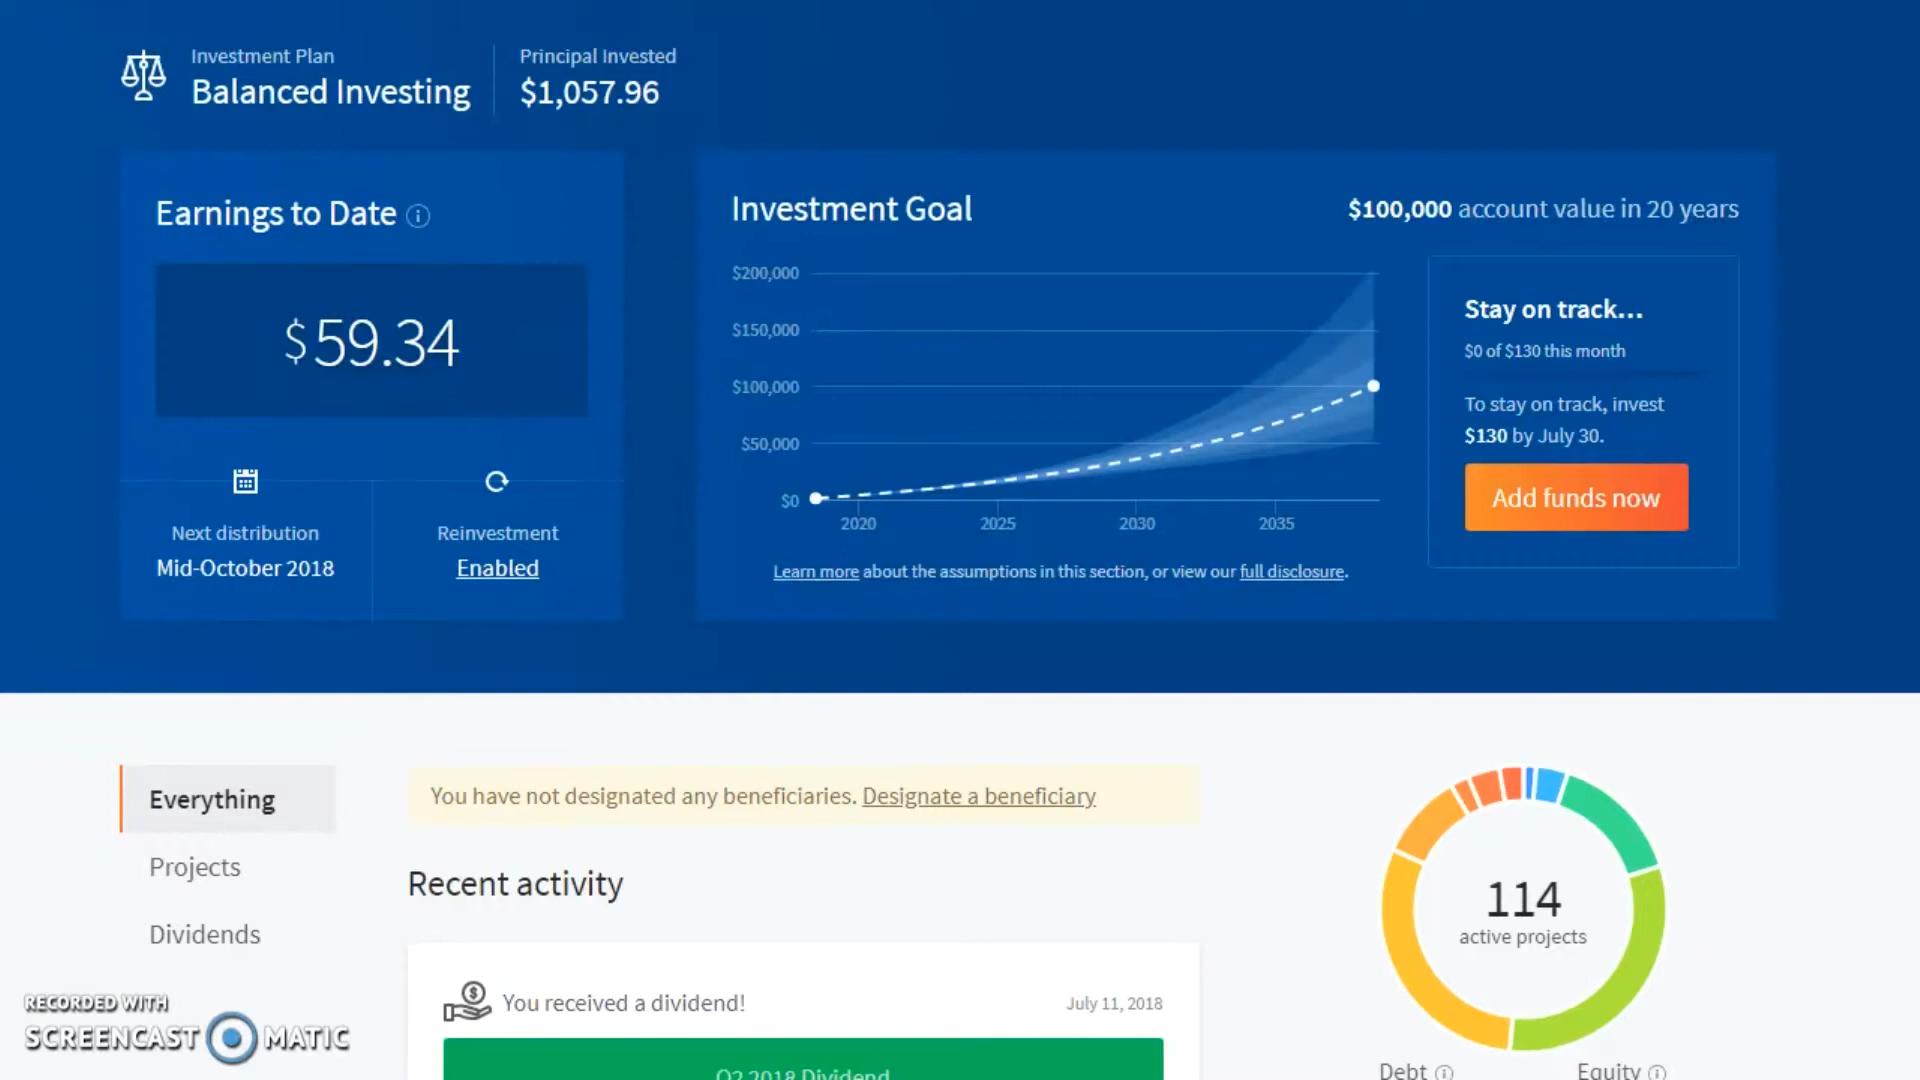 Investment Plan
Balanced Investing
Principal Invested
$1,057.96
Earnings to Date
$59.34
Next distribution
Mid-October 2018
Reinvestment
Enabled
Investment Goal
$100,000 account value in 20 years
$200,000
$150,000
$100,000
$50,000
$0
2020
2025
2030
2035
Learn more about the assumptions in this section, or view our full disclosure.
Stay on track...
$0 of $130 this month
To stay on track, invest
$130 by July 30.
Add funds now
Everything
Projects
Dividends
You have not designated any beneficiaries. Designate a beneficiary
Recent activity
You received a dividend!
July 11, 2018
Q2 2018 Dividend
114
active projects
Debt
Equity
RECORDED WITH
SCREENCAST MATIC